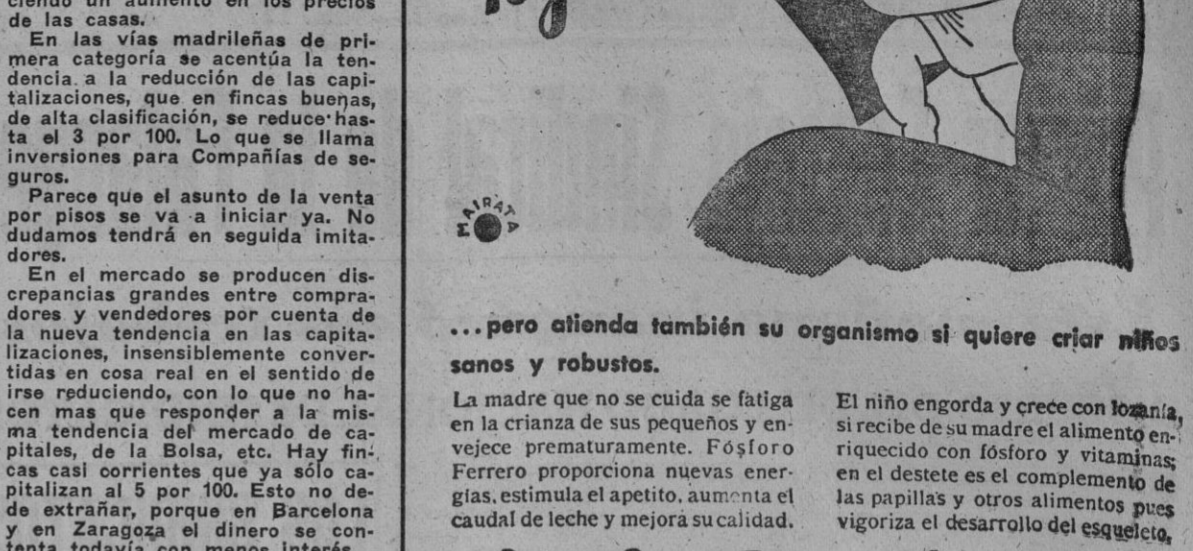 ciendo un aumento en los precios
de las casas.
En las vías madrileñas de pri-
mera categoría se acentúa la ten-
dencia a la reducción de las capi-
talizaciones, que en fincas buenas,
de alta clasificación, se reduce has-
ta el 3 por 100. Lo que se llama
inversiones para Compañías de se-
guros.
Parece que el asunto de la venta
por pisos se va a iniciar ya. No
dudamos tendrá en seguida imita-
dores.
En el mercado se producen dis-
crepancias grandes entre compra-
dores y vendedores por cuenta de
la nueva tendencia en las capita-
lizaciones, insensiblemente conver-
tidas en cosa real en el sentido de
irse reduciendo, con lo que no ha-
cen mas que responder a la mis-
ma tendencia del mercado de ca-
pitales, de la Bolsa, etc. Hay fin-
cas casi corrientes que ya sólo ca-
pitalizan al 5 por 100. Esto no de-
de extrañar, porque en Barcelona
y en Zaragoza el dinero se con-
tenta todavía con menos interés
MAIRATA
...pero atienda también su organismo si quiere criar niños
sanos y robustos.
La madre que no se cuida se fatiga
en la crianza de sus pequeños y en-
vejece prematuramente. Fósforo
Ferrero proporciona nuevas ener-
gías, estimula el apetito, aumenta el
caudal de leche y mejora su calidad.
El niño engorda y crece con lozanía,
si recibe de su madre el alimento en-
riquecido con fósforo y vitaminas;
en el destete es el complemento de
las papillas y otros alimentos pues
vigoriza el desarrollo del esqueleto.